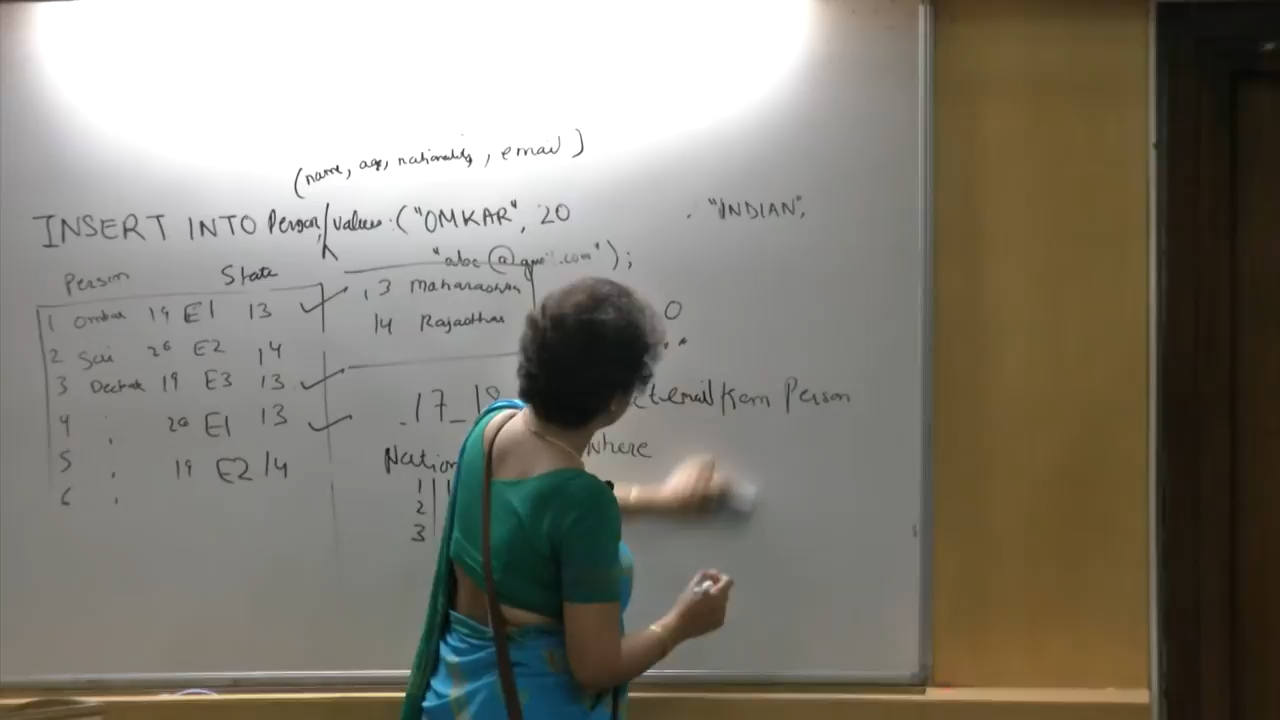 (name, age, nationality, email)
INSERT INTO Person values ("OMKAR", 20 , "INDIAN",
"abc@gmail.com");
Person State
1 Omkar 19 E1 13
2 Sai 20 E2 14
3 Deepak 19 E3 13
4 20 E1 13
5 19 E2 14
6
13 Maharashtra
14 Rajasthan
0
17_18
email from Person
where
Nation
1
2
3